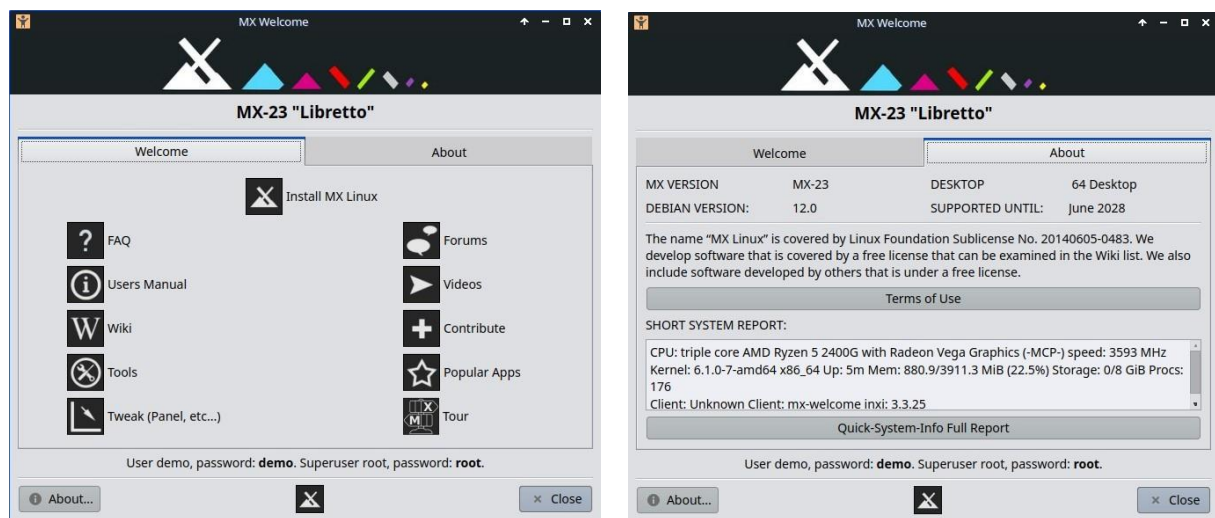 MX Welcome
MX-23 "Libretto"
Welcome About
Install MX Linux
FAQ Forums
Users Manual Videos
Wiki Contribute
Tools Popular Apps
Tweak (Panel, etc...) Tour
User demo, password: demo. Superuser root, password: root.
About... Close
MX Welcome
MX-23 "Libretto"
Welcome About
MX VERSION MX-23 DESKTOP 64 Desktop
DEBIAN VERSION: 12.0 SUPPORTED UNTIL: June 2028
The name “MX Linux” is covered by Linux Foundation Sublicense No. 20140605-0483. We
develop software that is covered by a free license that can be examined in the Wiki list. We also
include software developed by others that is under a free license.
Terms of Use
SHORT SYSTEM REPORT:
CPU: triple core AMD Ryzen 5 2400G with Radeon Vega Graphics (-MCP-) speed: 3593 MHz
Kernel: 6.1.0-7-amd64 x86_64 Up: 5m Mem: 880.9/3911.3 MiB (22.5%) Storage: 0/8 GiB Procs:
176
Client: Unknown Client: mx-welcome inxi: 3.3.25
Quick-System-Info Full Report
User demo, password: demo. Superuser root, password: root.
About... Close